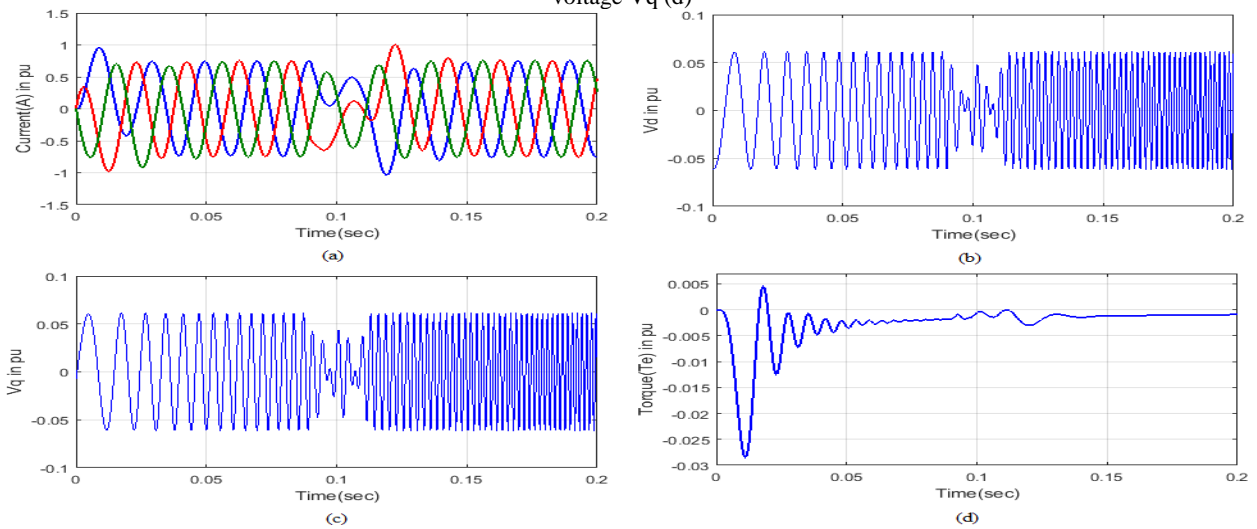 voltage Vq (d)
1.5
1
0.5
0
-0.5
-1
-1.5
Current(A) in pu
0 0.05 0.1 0.15 0.2
Time(sec)
(a)
0.1
0.05
0
-0.05
-0.1
Vd in pu
0 0.05 0.1 0.15 0.2
Time(sec)
(b)
0.1
0.05
0
-0.05
-0.1
Vq in pu
0 0.05 0.1 0.15 0.2
Time(sec)
(c)
0.005
0
-0.005
-0.01
-0.015
-0.02
-0.025
-0.03
Torque(Te) in pu
0 0.05 0.1 0.15 0.2
Time(sec)
(d)